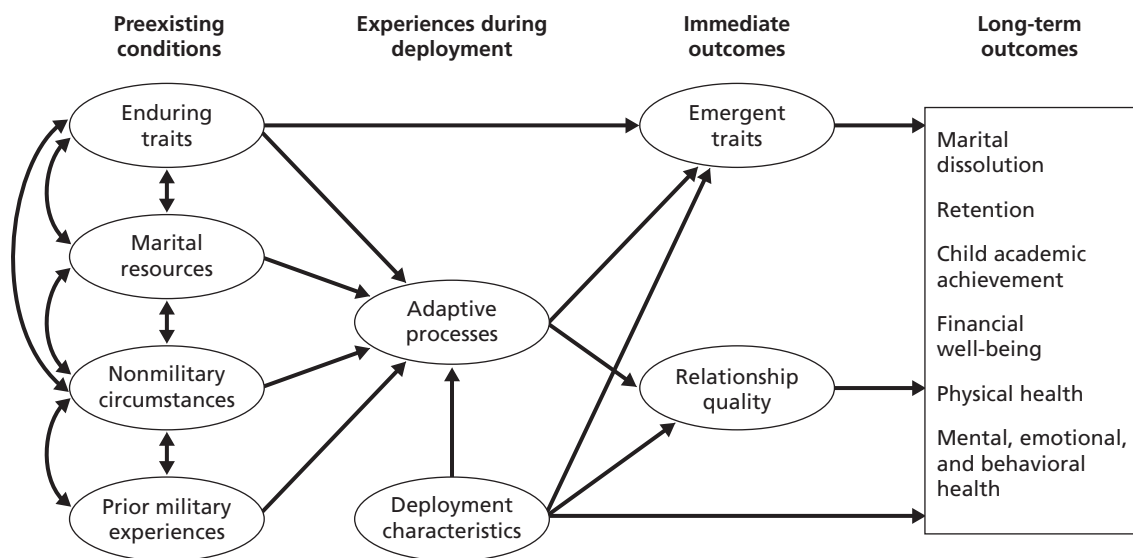 Preexisting
conditions
Experiences during
deployment
Immediate
outcomes
Long-term
outcomes
Enduring
traits
Marital
resources
Nonmilitary
circumstances
Prior military
experiences
Adaptive
processes
Deployment
characteristics
Emergent
traits
Relationship
quality
Marital
dissolution
Retention
Child academic
achievement
Financial
well-being
Physical health
Mental, emotional,
and behavioral
health